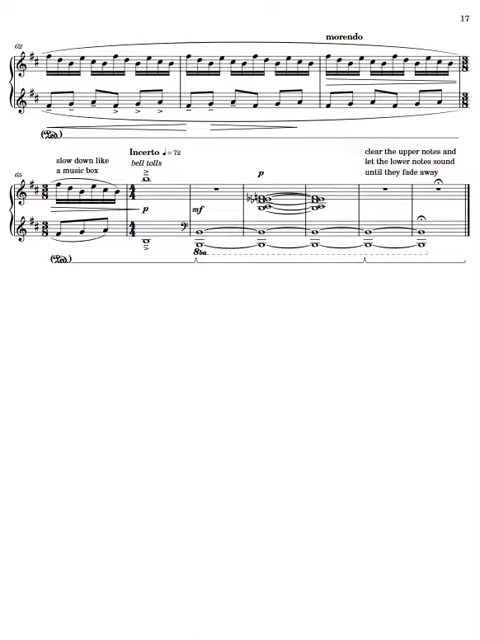 17
62
morendo
slow down like
a music box
Incerto ♩ = 72
bell tolls
clear the upper notes and
let the lower notes sound
until they fade away
65
p
p
mf
8ba